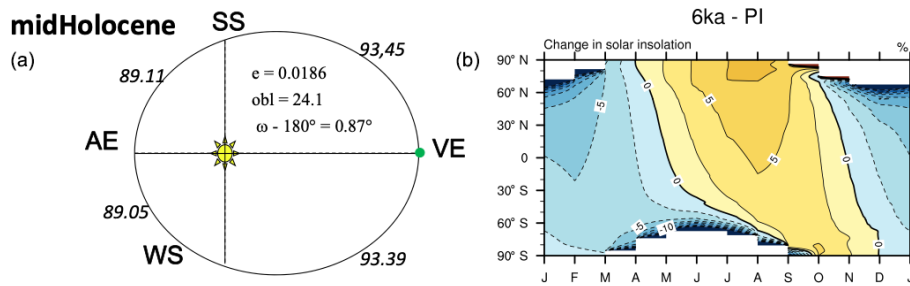 midHolocene
SS
(a)
89.11
93,45
e = 0.0186
obl = 24.1
ω - 180° = 0.87°
AE
VE
89.05
WS
93.39
6ka - PI
(b)
Change in solar insolation
%
90° N
60° N
30° N
0
30° S
60° S
90° S
-5
0
5
5
0
0
-5
-10
0
J F M A M J J A S O N D J